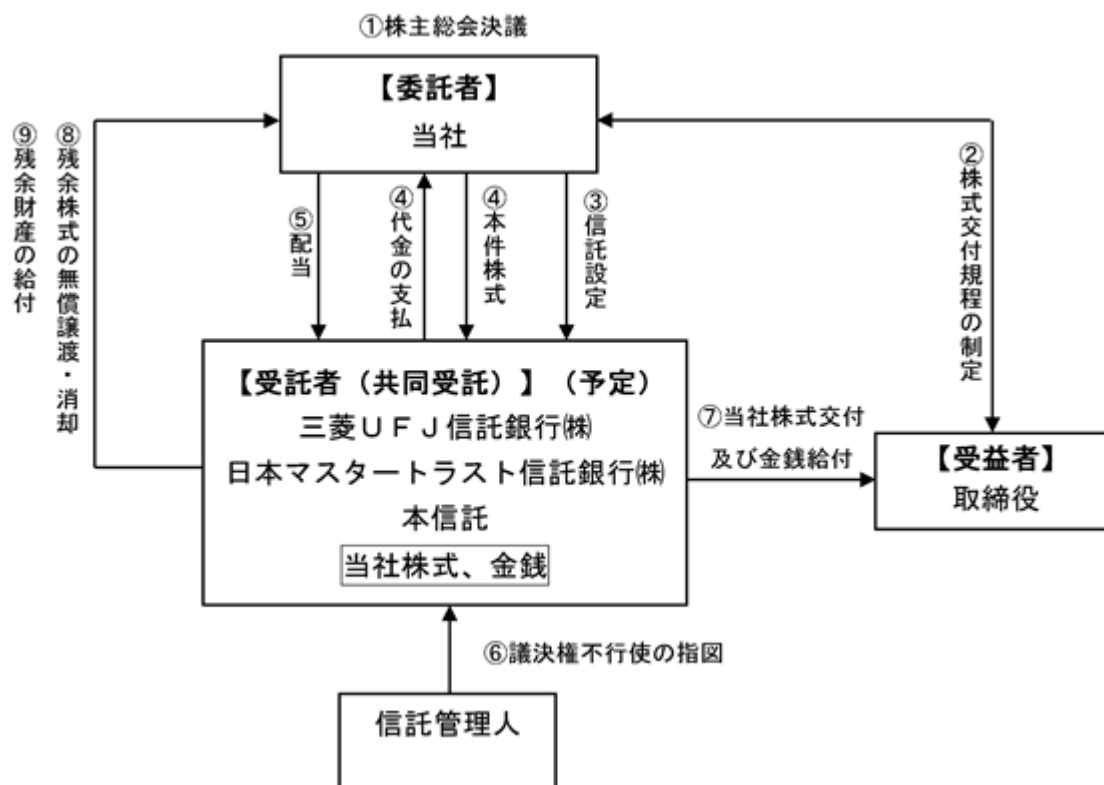 ①株主総会決議
【委託者】
当社
⑨残余財産の給付
⑧残余株式の無償譲渡・消却
⑤配当
④代金の支払
④本件株式
③信託設定
②株式交付規程の制定
【受託者（共同受託）】（予定）
三菱ＵＦＪ信託銀行㈱
日本マスタートラスト信託銀行㈱
本信託
当社株式、金銭
⑦当社株式交付
及び金銭給付
【受益者】
取締役
⑥議決権不行使の指図
信託管理人